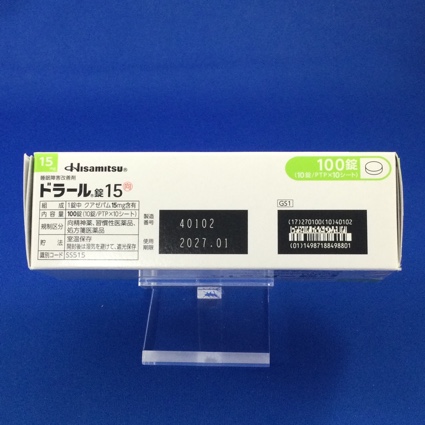 15mg
Hisamitsu®
睡眠障害改善剤
ドラール®錠15 向
組成 1錠中 クアゼパム 15mg含有
内容量 100錠(10錠/PTP×10シート)
規制区分 向精神薬、習慣性医薬品、
処方箋医薬品
貯法 室温保存
開封後は湿気を避けて、遮光保存
識別コード SS515
製造番号 40102
使用期限 2027.01
100錠
(10錠/PTP×10シート)
GS1
(17)270100(10)40102
(01)14987188498801